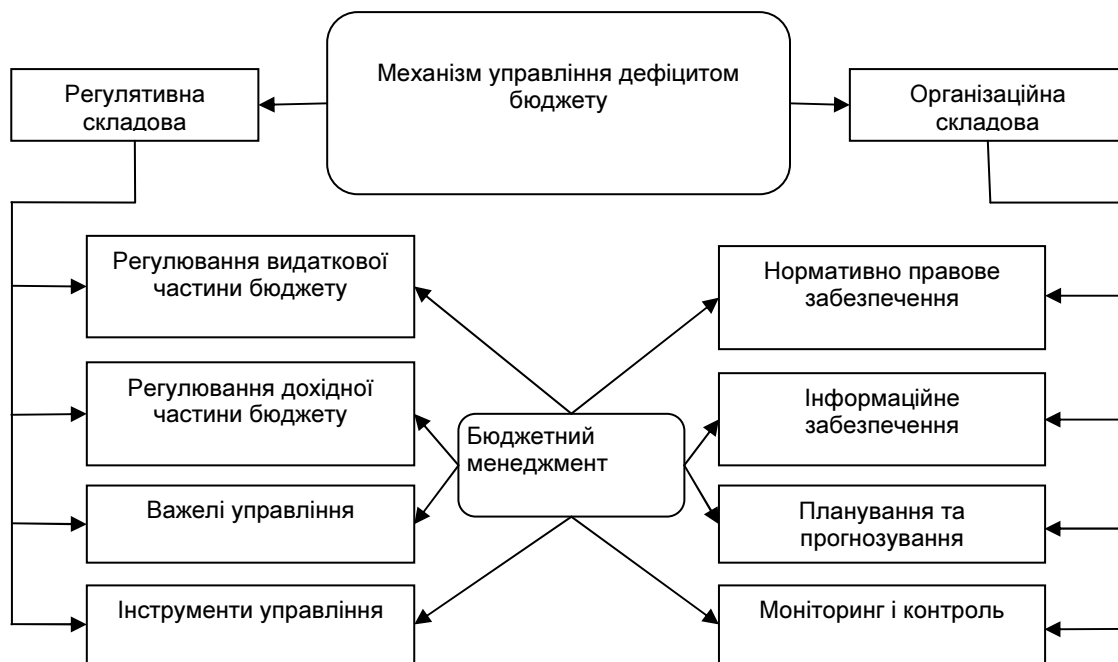 Механізм управління дефіцитом
бюджету
Регулятивна
складова
Організаційна
складова
Регулювання видаткової
частини бюджету
Нормативно правове
забезпечення
Регулювання дохідної
частини бюджету
Інформаційне
забезпечення
Бюджетний
менеджмент
Важелі управління
Планування та
прогнозування
Інструменти управління
Моніторинг і контроль